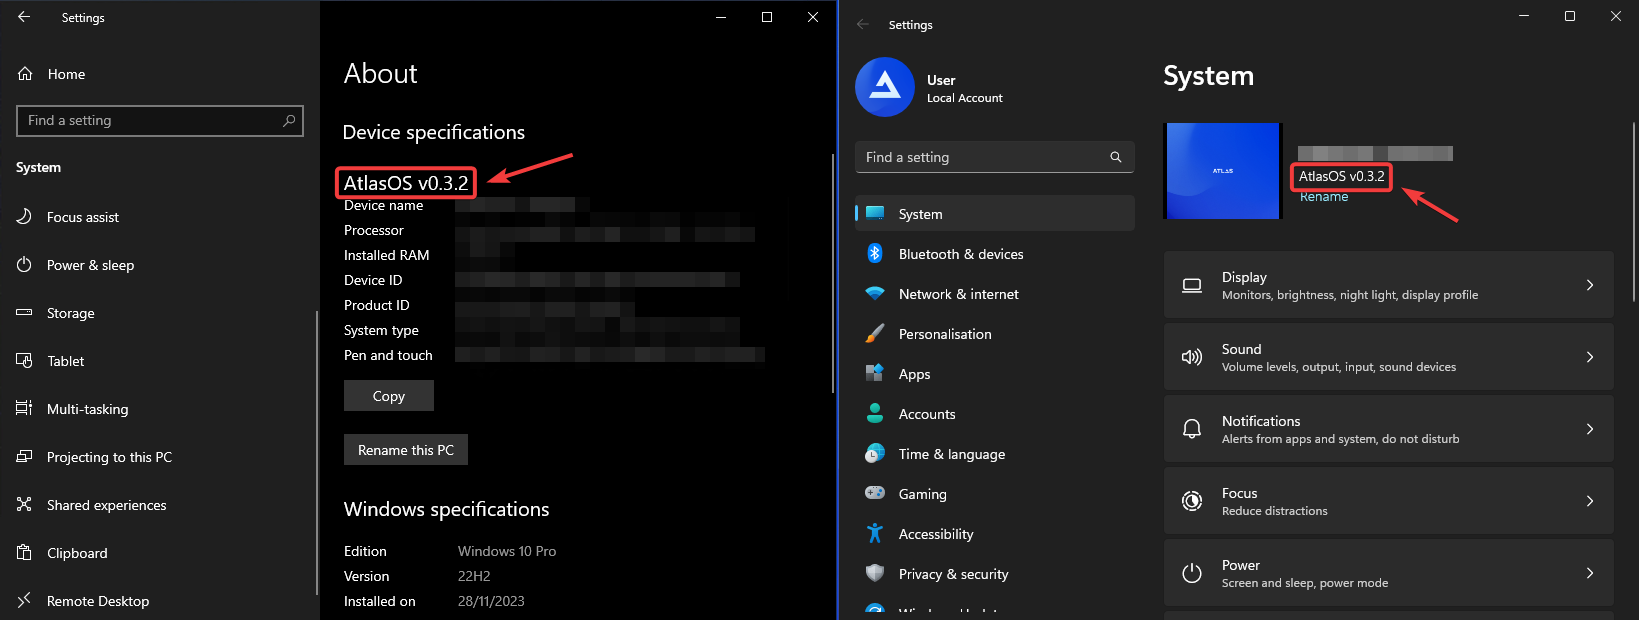 Settings
Home
Find a setting
System
Focus assist
Power & sleep
Storage
Tablet
Multi-tasking
Projecting to this PC
Shared experiences
Clipboard
Remote Desktop
About
Device specifications
AtlasOS v0.3.2
Device name
Processor
Installed RAM
Device ID
Product ID
System type
Pen and touch
Copy
Rename this PC
Windows specifications
Edition Windows 10 Pro
Version 22H2
Installed on 28/11/2023
Settings
User
Local Account
Find a setting
System
Bluetooth & devices
Network & internet
Personalisation
Apps
Accounts
Time & language
Gaming
Accessibility
Privacy & security
System
ATLAS
AtlasOS v0.3.2
Rename
Display
Monitors, brightness, night light, display profile
Sound
Volume levels, output, input, sound devices
Notifications
Alerts from apps and system, do not disturb
Focus
Reduce distractions
Power
Screen and sleep, power mode